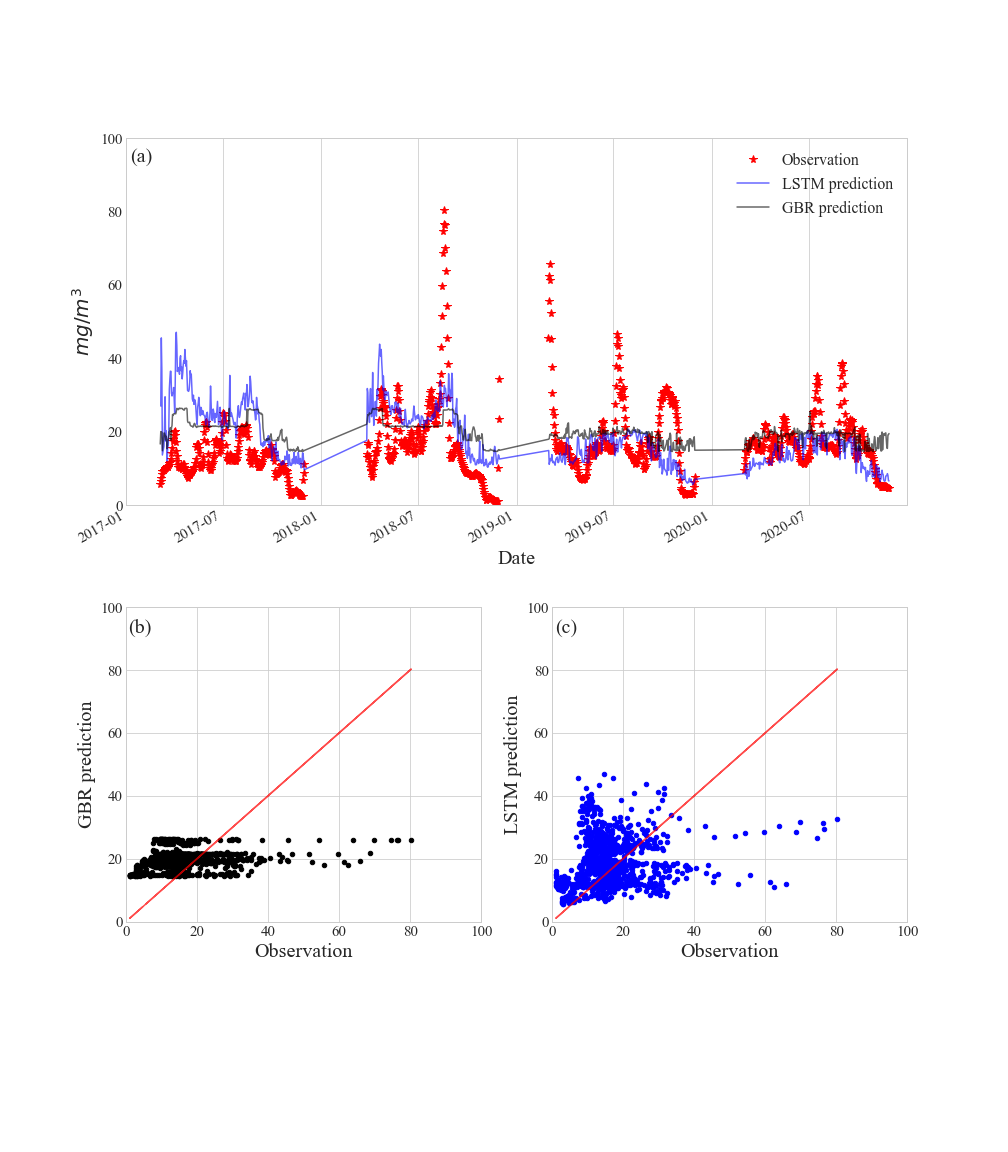 100
(a)
Observation
LSTM prediction
GBR prediction
80
60
40
20
0
mg/m³
2017-01
2017-07
2018-01
2018-07
2019-01
2019-07
2020-01
2020-07
Date
100
(b)
80
60
40
20
0
GBR prediction
0 20 40 60 80 100
Observation
100
(c)
80
60
40
20
0
LSTM prediction
0 20 40 60 80 100
Observation